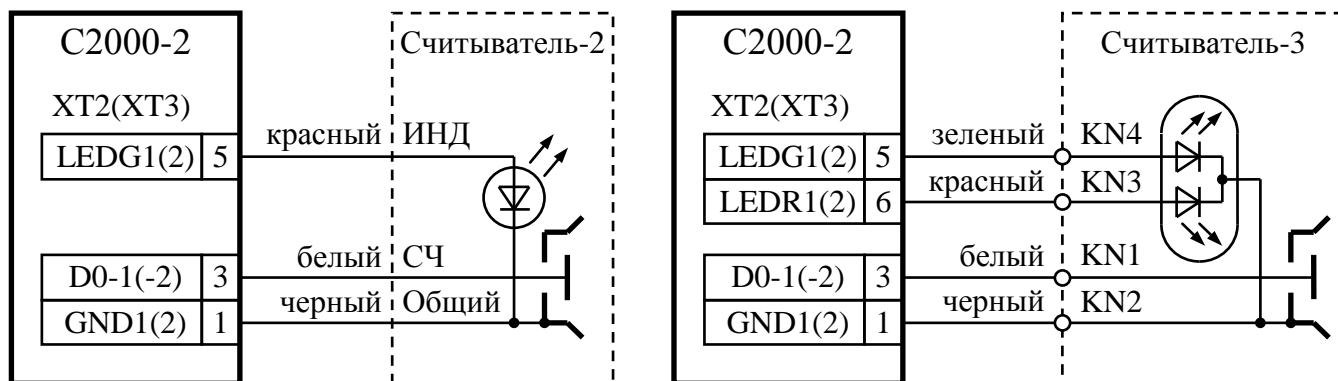 С2000-2
Считыватель-2
XT2(XT3)
красный ИНД
LEDG1(2) 5
белый СЧ
D0-1(-2) 3
черный Общий
GND1(2) 1
С2000-2
Считыватель-3
XT2(XT3)
зеленый KN4
LEDG1(2) 5
красный KN3
LEDR1(2) 6
белый KN1
D0-1(-2) 3
черный KN2
GND1(2) 1